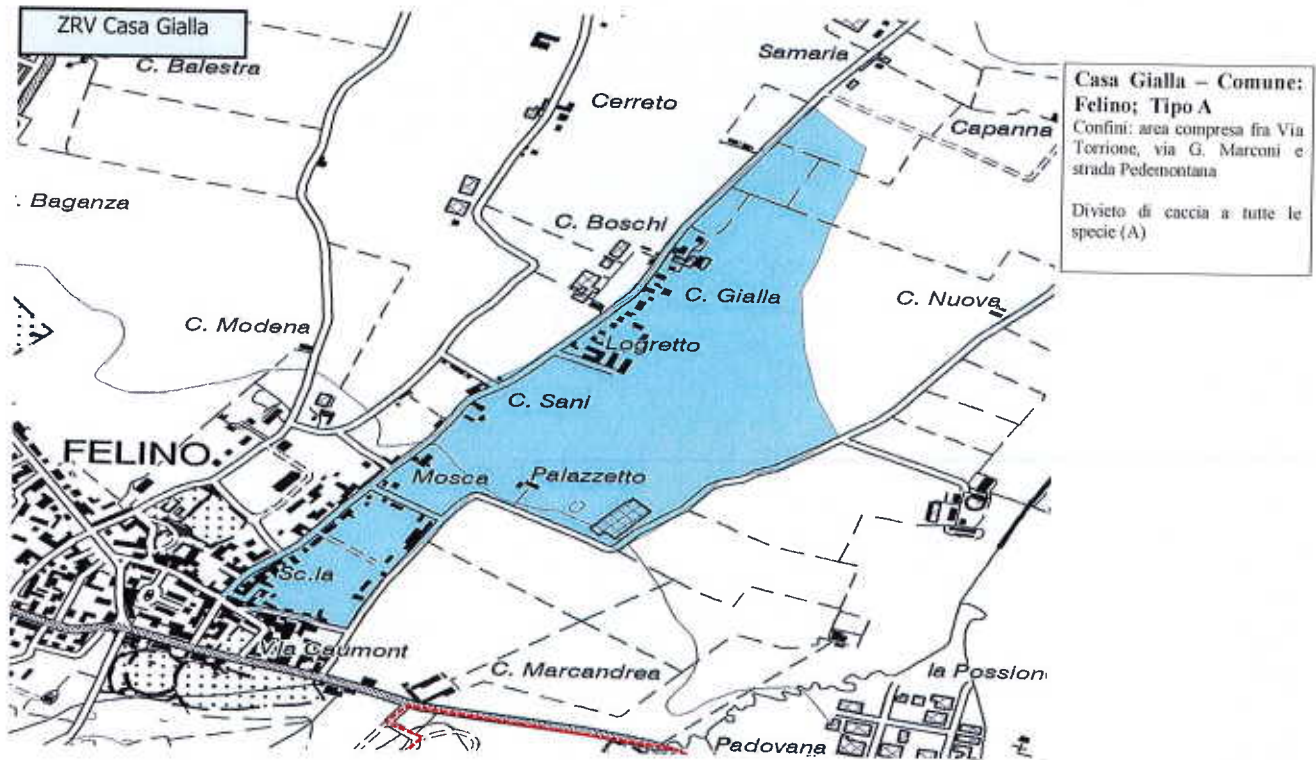 ZRV Casa Gialla
C. Balestra
Samaria
Cerreto
Capanna
Casa Gialla – Comune:
Felino; Tipo A
Confini: area compresa fra Via
Torrione, via G. Marconi e
strada Pedemontana
Divieto di caccia a tutte le
specie (A)
. Baganza
C. Boschi
C. Gialla
C. Nuova
C. Modena
Logretto
C. Sani
FELINO
Mosca
Palazzetto
Sc.la
Via Caumont
C. Marcandrea
la Possion
Padovana